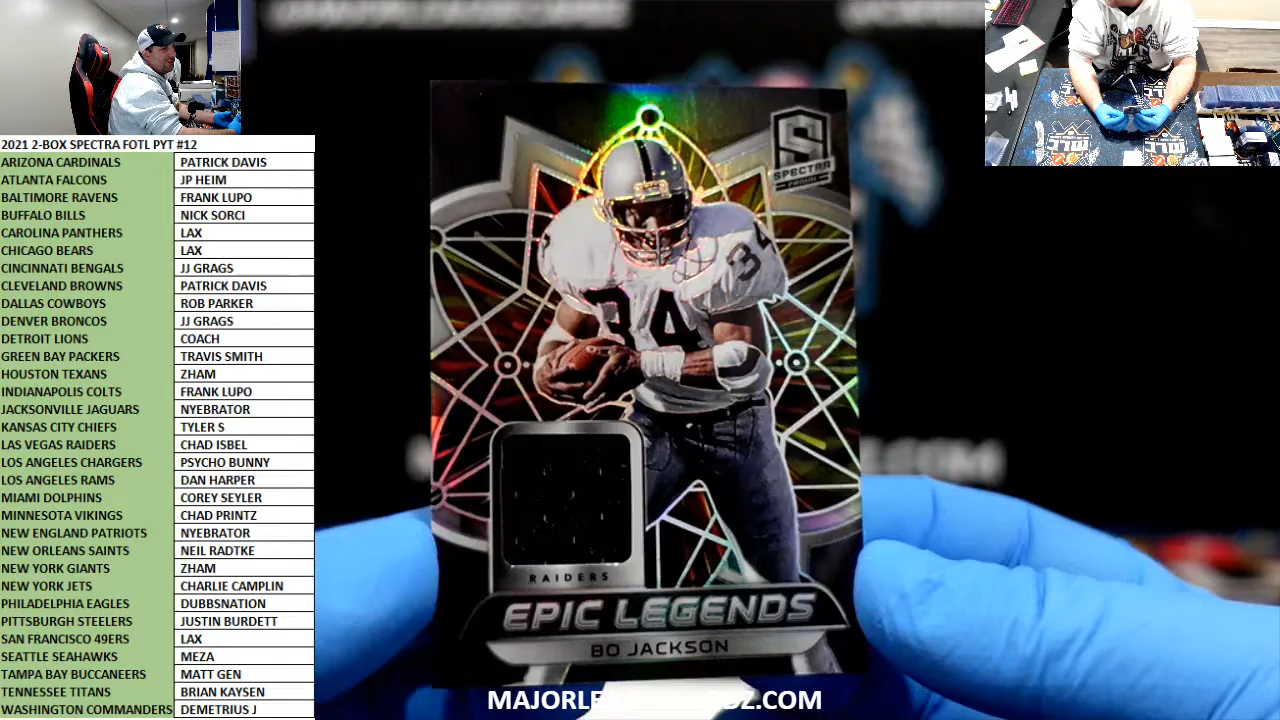 2021 2-BOX SPECTRA FOTL PYT #12
ARIZONA CARDINALS PATRICK DAVIS
ATLANTA FALCONS JP HEIM
BALTIMORE RAVENS FRANK LUPO
BUFFALO BILLS NICK SORCI
CAROLINA PANTHERS LAX
CHICAGO BEARS LAX
CINCINNATI BENGALS JJ GRAGS
CLEVELAND BROWNS PATRICK DAVIS
DALLAS COWBOYS ROB PARKER
DENVER BRONCOS JJ GRAGS
DETROIT LIONS COACH
GREEN BAY PACKERS TRAVIS SMITH
HOUSTON TEXANS ZHAM
INDIANAPOLIS COLTS FRANK LUPO
JACKSONVILLE JAGUARS NYEBRATOR
KANSAS CITY CHIEFS TYLER S
LAS VEGAS RAIDERS CHAD ISBEL
LOS ANGELES CHARGERS PSYCHO BUNNY
LOS ANGELES RAMS DAN HARPER
MIAMI DOLPHINS COREY SEYLER
MINNESOTA VIKINGS CHAD PRINTZ
NEW ENGLAND PATRIOTS NYEBRATOR
NEW ORLEANS SAINTS NEIL RADTKE
NEW YORK GIANTS ZHAM
NEW YORK JETS CHARLIE CAMPLIN
PHILADELPHIA EAGLES DUBBSNATION
PITTSBURGH STEELERS JUSTIN BURDETT
SAN FRANCISCO 49ERS LAX
SEATTLE SEAHAWKS MEZA
TAMPA BAY BUCCANEERS MATT GEN
TENNESSEE TITANS BRIAN KAYSEN
WASHINGTON COMMANDERS DEMETRIUS J
S
SPECTRA
PANINI
34
34
RAIDERS
EPIC LEGENDS
BO JACKSON
MLC
MLC